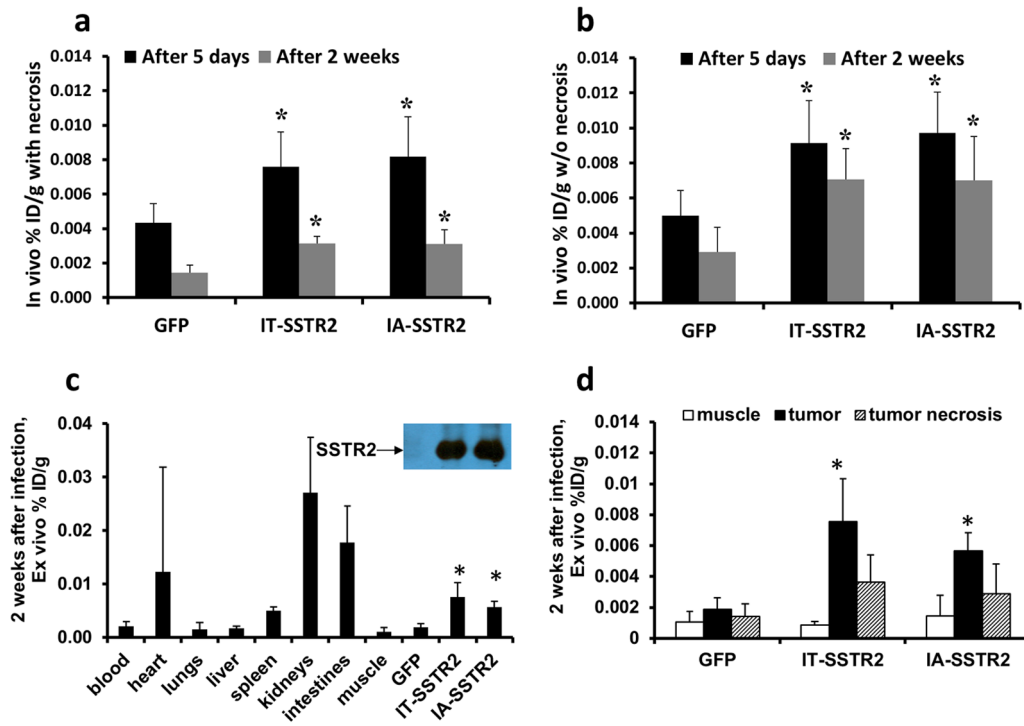 a
After 5 days After 2 weeks
In vivo % ID/g with necrosis
0.014
0.012
0.010
0.008
0.006
0.004
0.002
0.000
GFP IT-SSTR2 IA-SSTR2
* * * *
b
After 5 days After 2 weeks
In vivo % ID/g w/o necrosis
0.014
0.012
0.010
0.008
0.006
0.004
0.002
0.000
GFP IT-SSTR2 IA-SSTR2
* * * *
c
2 weeks after infection,
Ex vivo % ID/g
0.04
0.03
0.02
0.01
0.00
SSTR2
* *
blood heart lungs liver spleen kidneys intestines muscle GFP IT-SSTR2 IA-SSTR2
d
muscle tumor tumor necrosis
2 weks after infection,
Ex vivo %ID/g
0.014
0.012
0.01
0.008
0.006
0.004
0.002
0
GFP IT-SSTR2 IA-SSTR2
* *